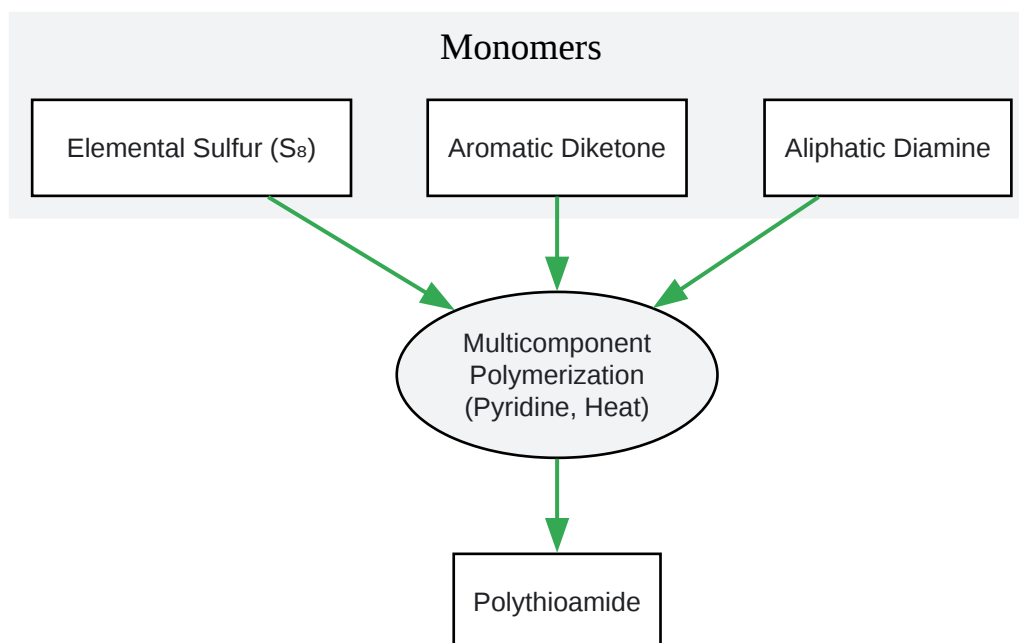 Monomers
Elemental Sulfur (S₈)
Aromatic Diketone
Aliphatic Diamine
Multicomponent
Polymerization
(Pyridine, Heat)
Polythioamide